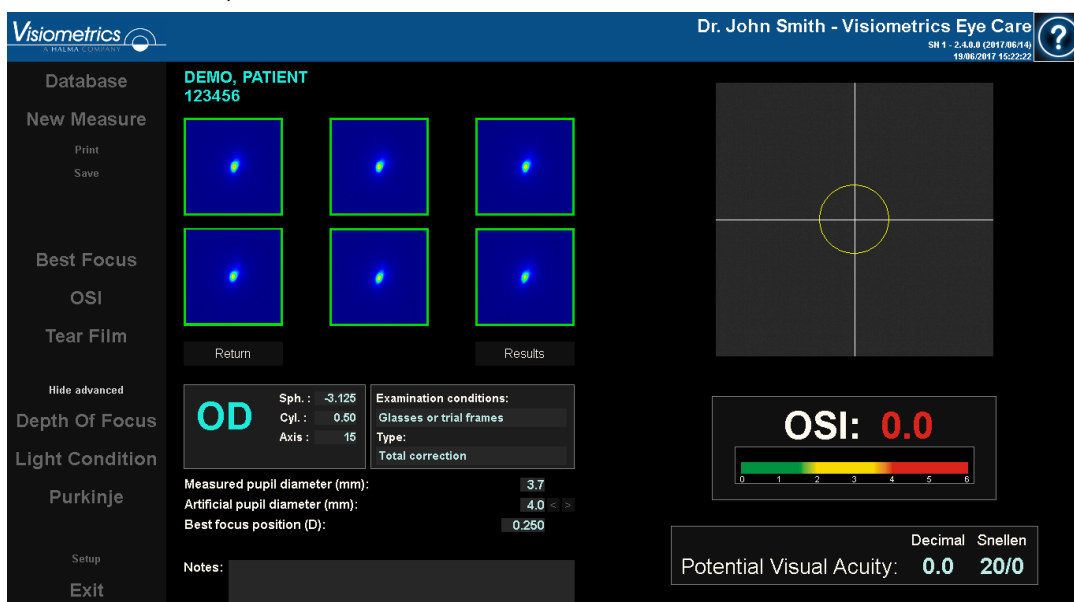 Visiometrics
A HALMA COMPANY
Dr. John Smith - Visiometrics Eye Care
SN 1 - 2.4.0.0 (2017/06/14)
19/06/2017 15:22:22
?
Database
New Measure
Print
Save
Best Focus
OSI
Tear Film
Hide advanced
Depth Of Focus
Light Condition
Purkinje
Setup
Exit
DEMO, PATIENT
123456
Return
Results
OD
Sph. : -3.125
Cyl. : 0.50
Axis : 15
Examination conditions:
Glasses or trial frames
Type:
Total correction
Measured pupil diameter (mm): 3.7
Artificial pupil diameter (mm): 4.0 < >
Best focus position (D): 0.250
Notes:
OSI: 0.0
0 1 2 3 4 5 6
Decimal Snellen
Potential Visual Acuity: 0.0 20/0